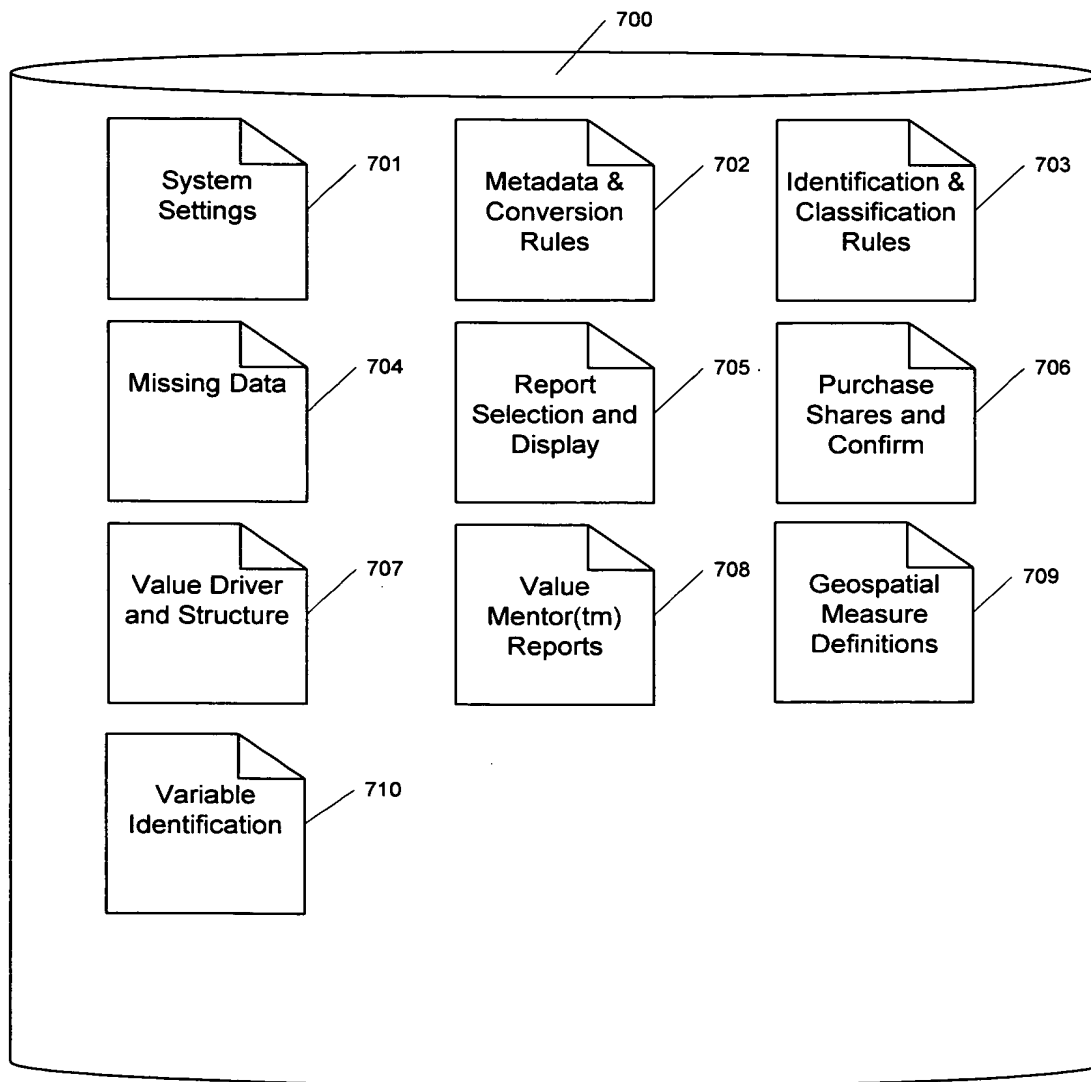 700
System
Settings
701
Metadata &
Conversion
Rules
702
Identification &
Classification
Rules
703
Missing Data
704
Report
Selection and
Display
705
Purchase
Shares and
Confirm
706
Value Driver
and Structure
707
Value
Mentor(tm)
Reports
708
Geospatial
Measure
Definitions
709
Variable
Identification
710